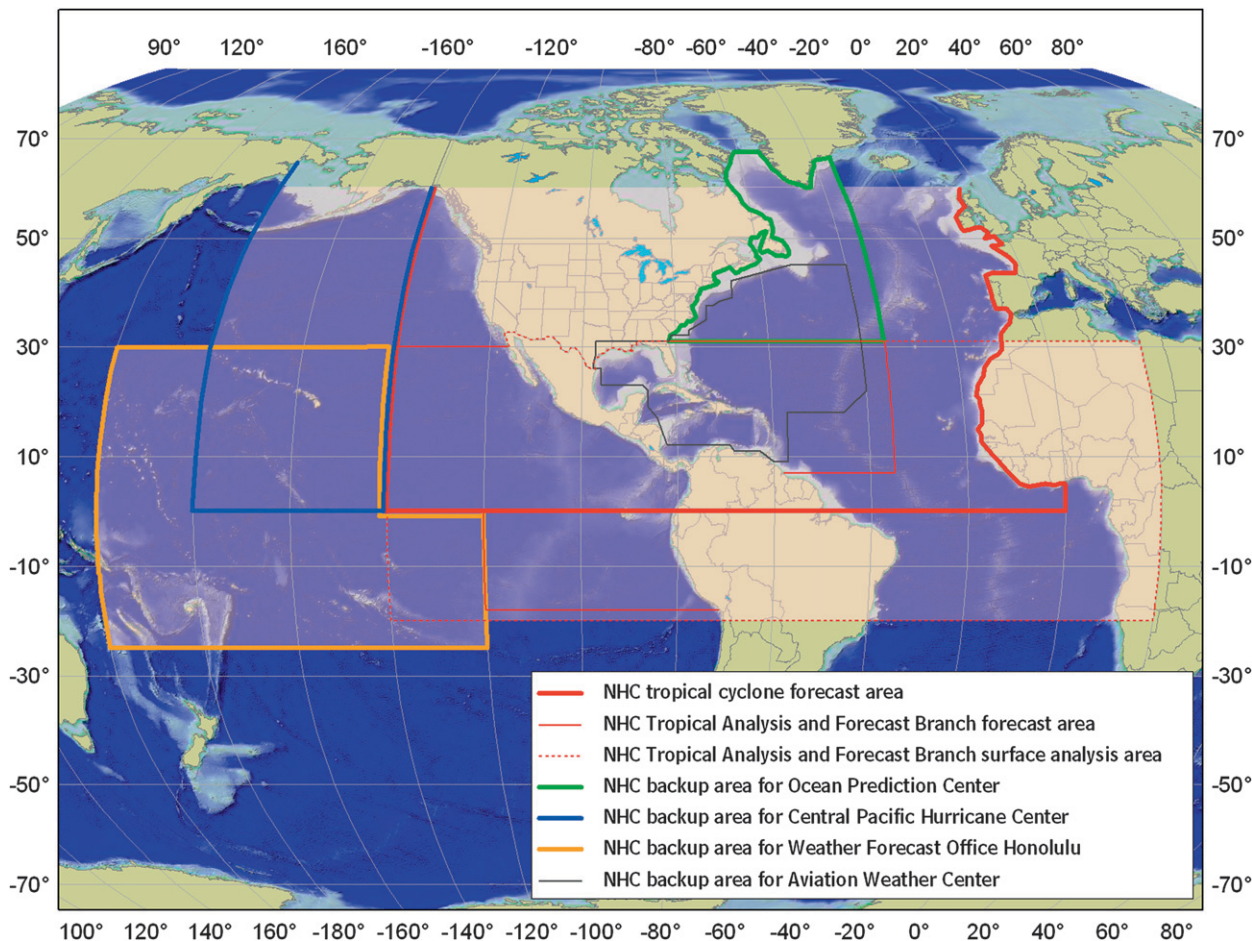 90° 120° 160° -160° -120° -80° -60° -40° -20° 0° 20° 40° 60° 80°
70° 70°
50° 50°
30° 30°
10° 10°
-10° -10°
-30° -30°
NHC tropical cyclone forecast area
NHC Tropical Analysis and Forecast Branch forecast area
NHC Tropical Analysis and Forecast Branch surface analysis area
-50° -50°
NHC backup area for Ocean Prediction Center
NHC backup area for Central Pacific Hurricane Center
NHC backup area for Weather Forecast Office Honolulu
NHC backup area for Aviation Weather Center
-70° -70°
100° 120° 140° 160° -160° -140° -120° -100° -80° -60° -40° -20° 0° 20° 40° 60° 80°